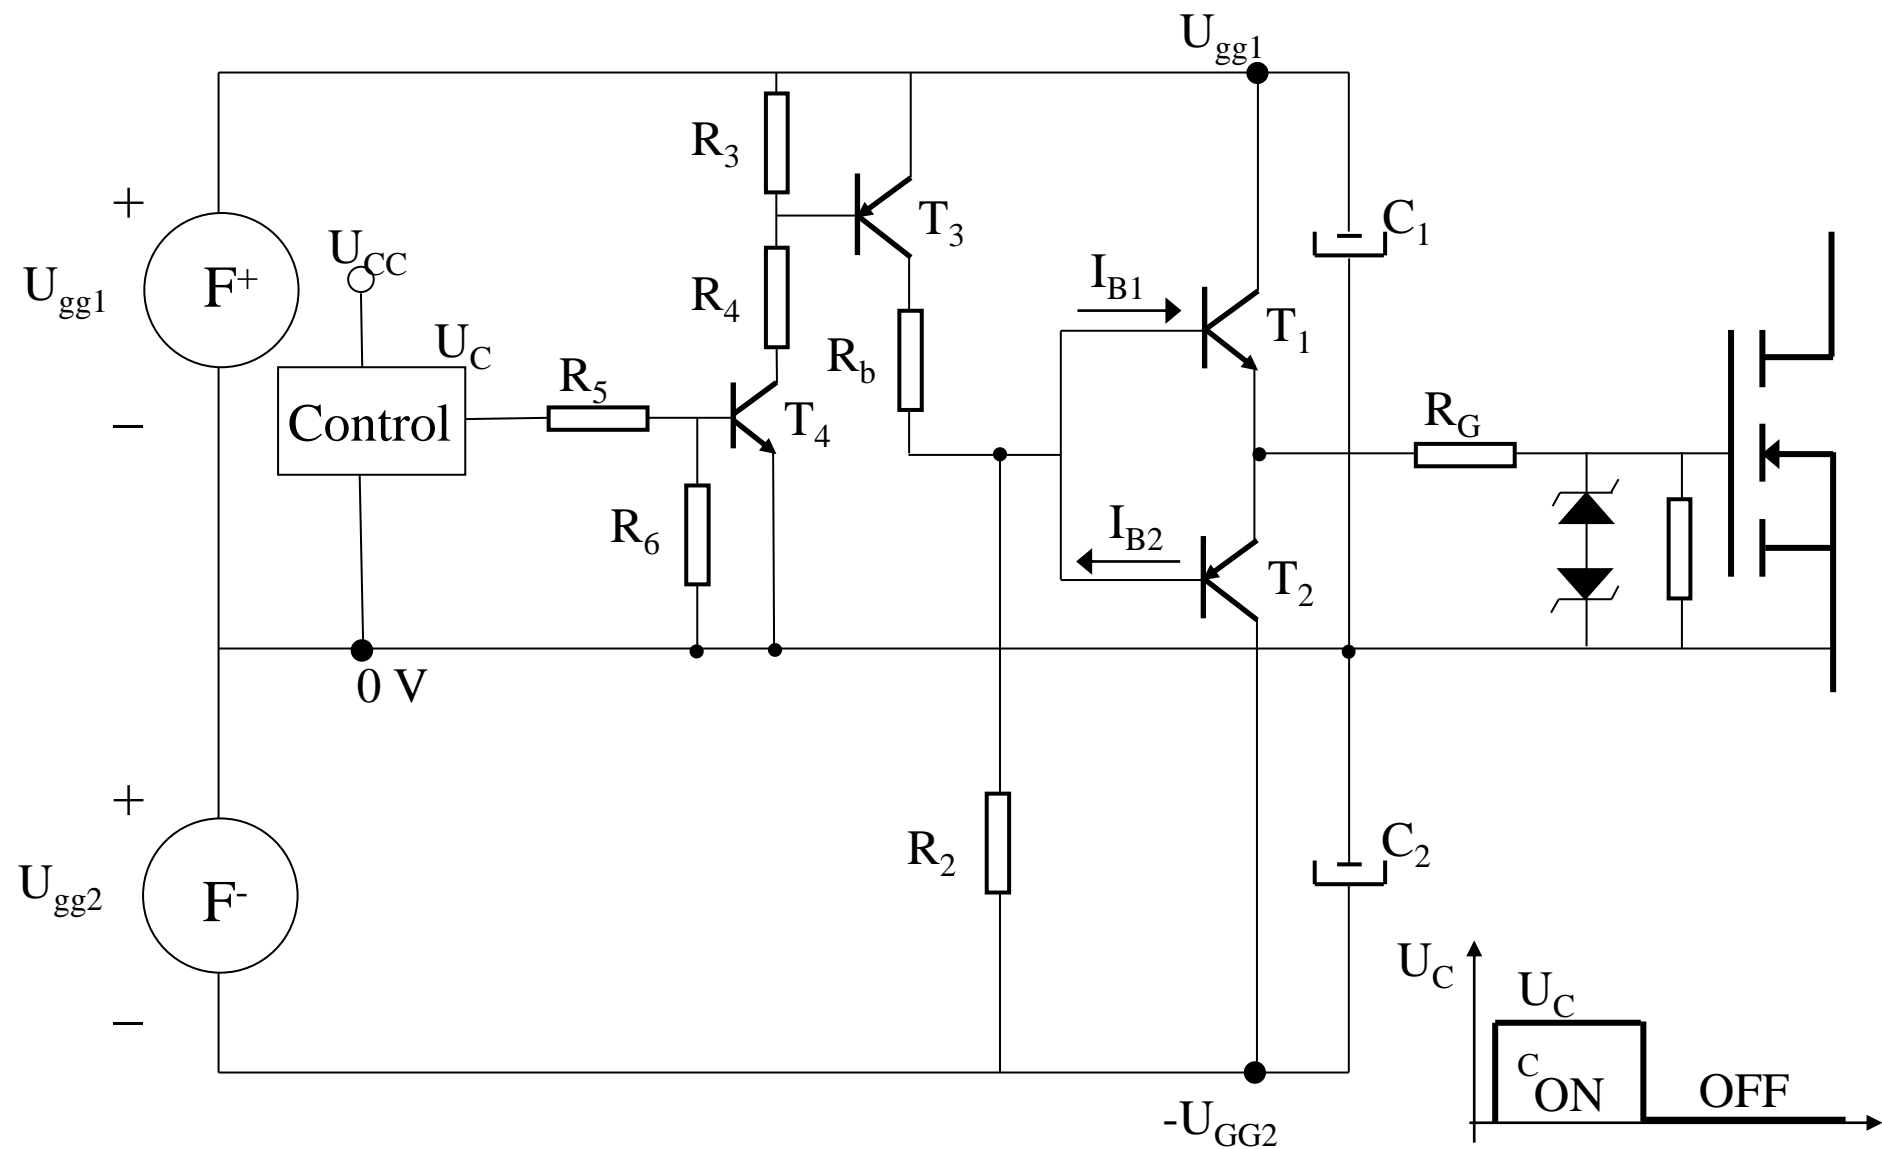 Ugg1
+
Ugg1
F+
−
UCC
UC
Control
R5
R6
R3
R4
T3
T4
Rb
IB1
T1
IB2
T2
C1
RG
0 V
+
Ugg2
F-
−
R2
C2
-UGG2
UC
UC
C
ON
OFF